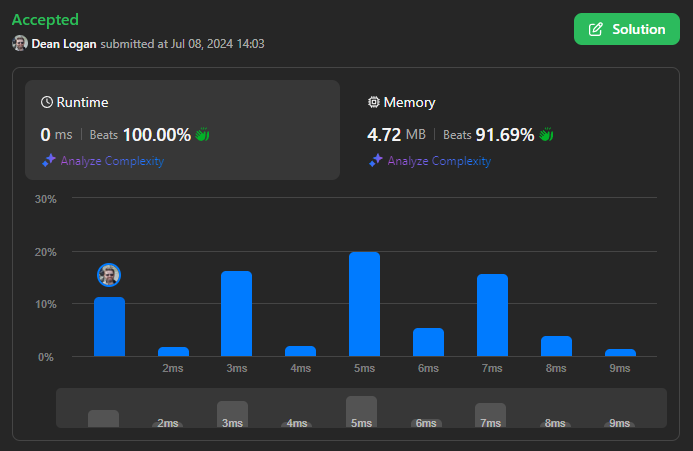 Accepted
Dean Logan submitted at Jul 08, 2024 14:03
Solution
Runtime
0 ms | Beats 100.00%
Analyze Complexity
Memory
4.72 MB | Beats 91.69%
Analyze Complexity
30%
20%
10%
0%
2ms 3ms 4ms 5ms 6ms 7ms 8ms 9ms
2ms 3ms 4ms 5ms 6ms 7ms 8ms 9ms